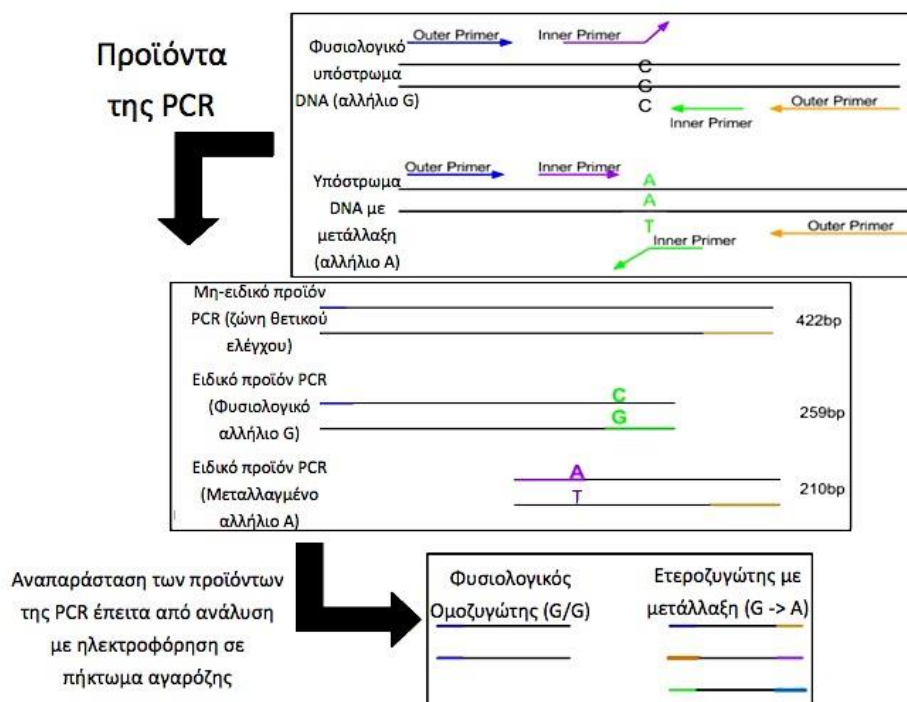 Προϊόντα
της PCR
Outer Primer
Inner Primer
Φυσιολογικό
υπόστρωμα
DNA (αλλήλιο G)
C
G
C
Inner Primer
Outer Primer
Outer Primer
Inner Primer
Υπόστρωμα
DNA με
μετάλλαξη
(αλλήλιο A)
A
A
T
Inner Primer
Outer Primer
Μη-ειδικό προϊόν
PCR (ζώνη θετικού
ελέγχου)
422bp
Ειδικό προϊόν PCR
(Φυσιολογικό
αλλήλιο G)
C
G
259bp
Ειδικό προϊόν PCR
(Μεταλλαγμένο
αλλήλιο A)
A
T
210bp
Αναπαράσταση των προϊόντων
της PCR έπειτα από ανάλυση
με ηλεκτροφόρηση σε
πήκτωμα αγαρόζης
Φυσιολογικός
Ομοζυγώτης (G/G)
Ετεροζυγώτης με
μετάλλαξη (G -> A)